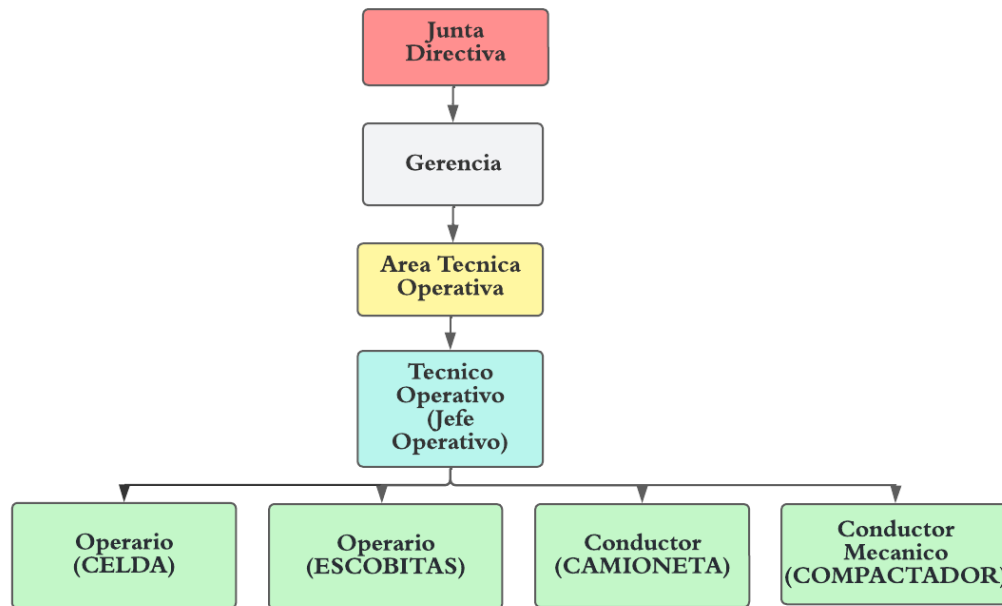 Junta
Directiva
Gerencia
Area Tecnica
Operativa
Tecnico
Operativo
(Jefe
Operativo)
Operario
(CELDA)
Operario
(ESCOBITAS)
Conductor
(CAMIONETA)
Conductor
Mecanico
(COMPACTADOR)